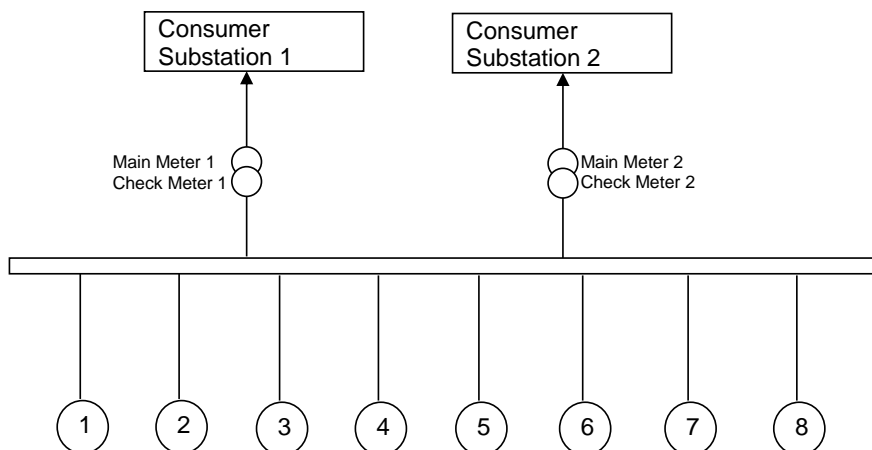 Consumer
Substation 1
Consumer
Substation 2
Main Meter 1
Check Meter 1
Main Meter 2
Check Meter 2
1
2
3
4
5
6
7
8